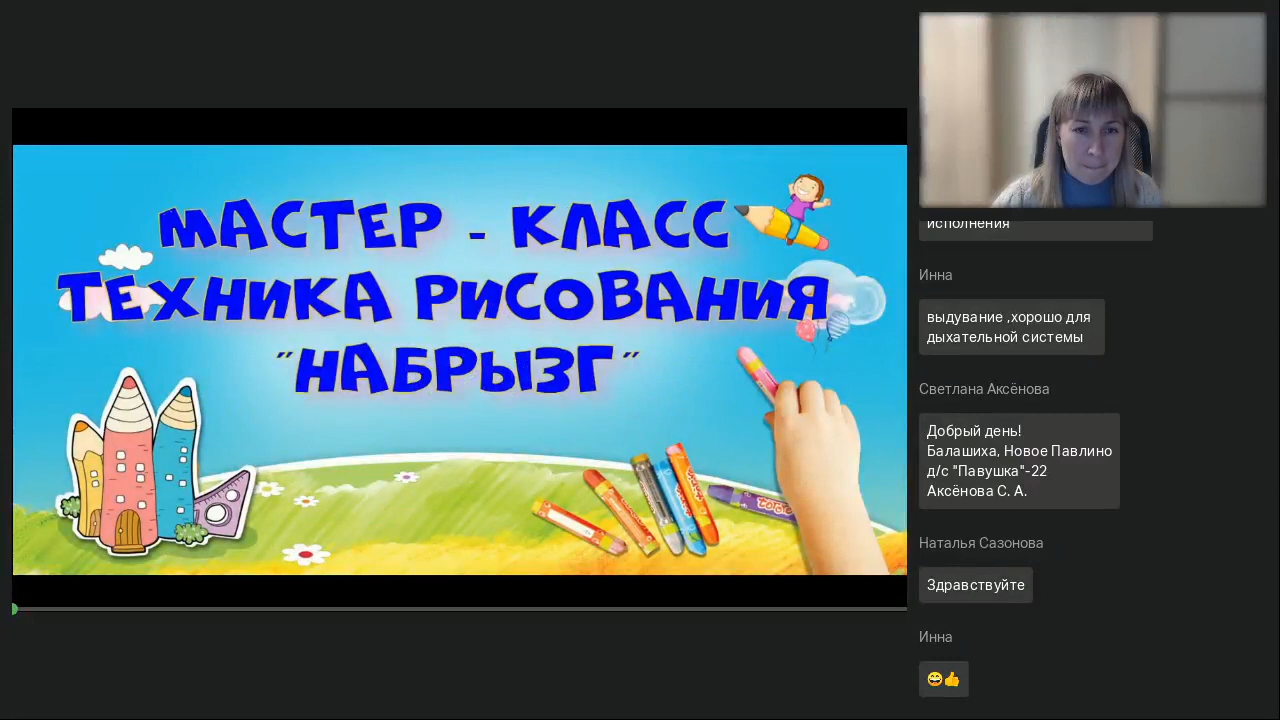 МАСТЕР - КЛАСС
ТЕХНИКА РИСОВАНИЯ
"НАБРЫЗГ"
исполнения
Инна
выдувание ,хорошо для
дыхательной системы
Светлана Аксёнова
Добрый день!
Балашиха, Новое Павлино
д/с "Павушка"-22
Аксёнова С. А.
Наталья Сазонова
Здравствуйте
Инна
😄👍